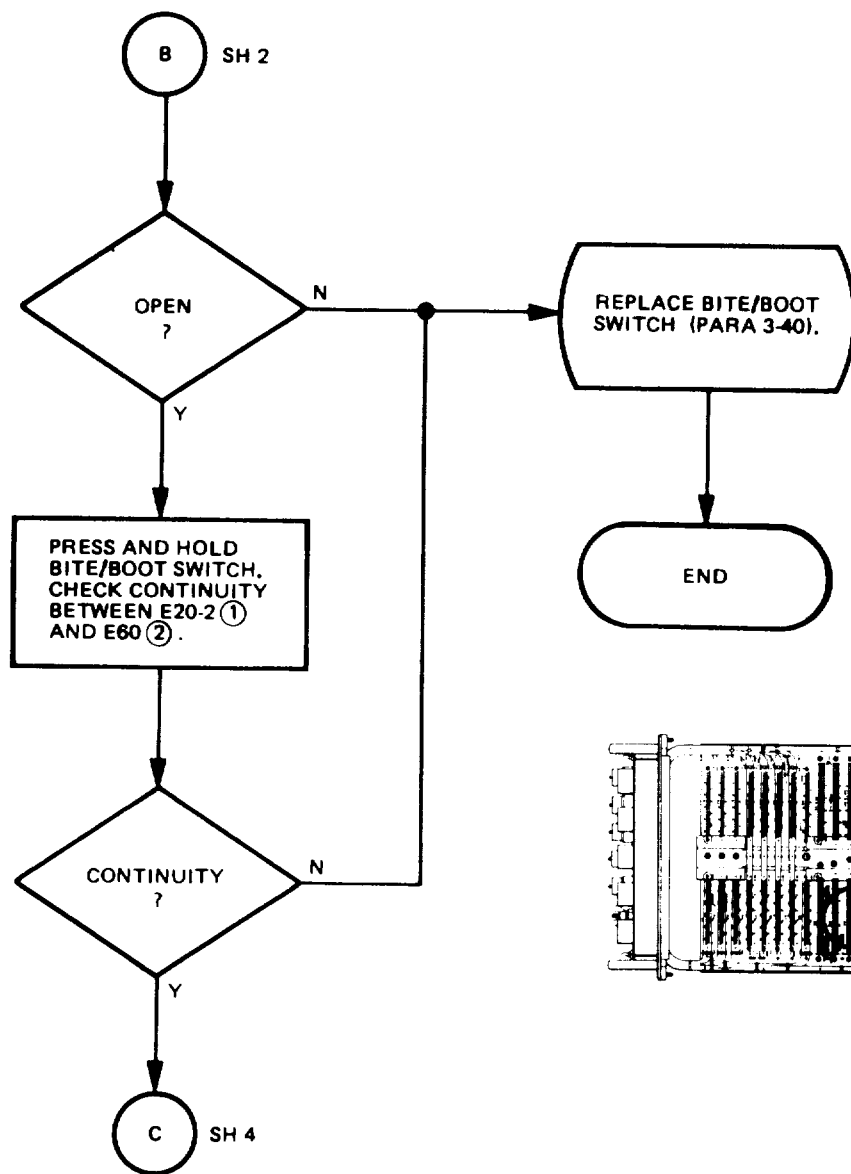 B SH 2
OPEN
?
N
Y
REPLACE BITE/BOOT
SWITCH (PARA 3-40).
END
PRESS AND HOLD
BITE/BOOT SWITCH.
CHECK CONTINUITY
BETWEEN E20-2 ①
AND E60 ②.
CONTINUITY
?
N
Y
C SH 4